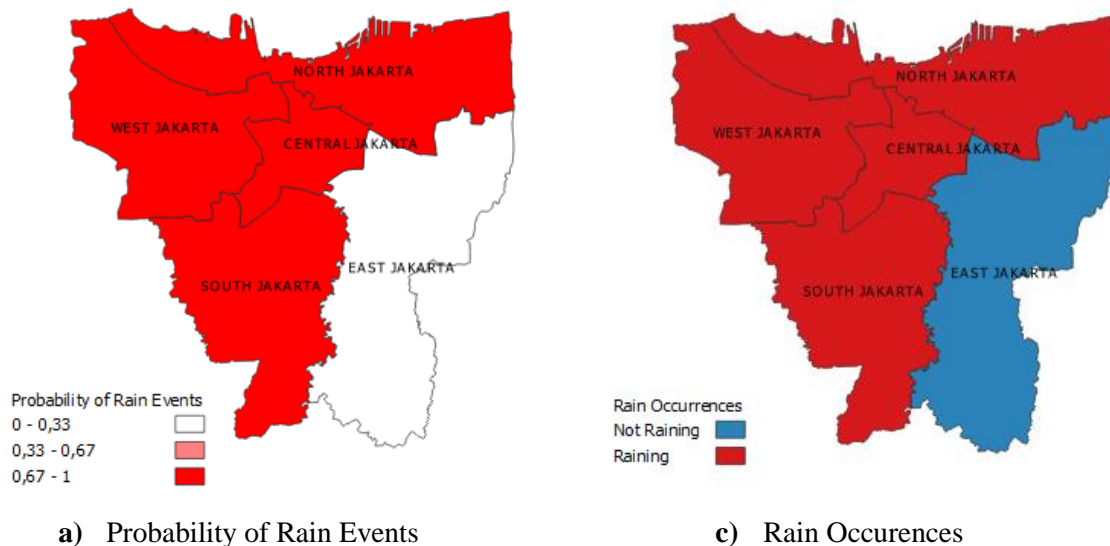 NORTH JAKARTA
WEST JAKARTA
CENTRAL JAKARTA
EAST JAKARTA
SOUTH JAKARTA
Probability of Rain Events
0 - 0,33
0,33 - 0,67
0,67 - 1
a) Probability of Rain Events
NORTH JAKARTA
WEST JAKARTA
CENTRAL JAKARTA
EAST JAKARTA
SOUTH JAKARTA
Rain Occurrences
Not Raining
Raining
c) Rain Occurences